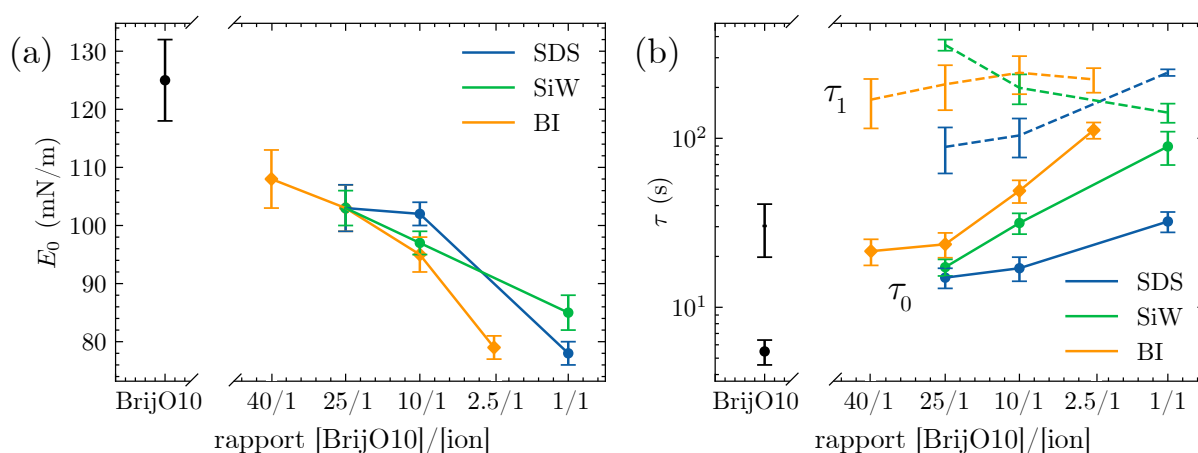 (a)
E₀ (mN/m)
130
120
110
100
90
80
SDS
SiW
BI
BrijO10
40/1
25/1
10/1
2.5/1
1/1
rapport [BrijO10]/[ion]
(b)
τ (s)
10²
10¹
τ₁
τ₀
SDS
SiW
BI
BrijO10
40/1
25/1
10/1
2.5/1
1/1
rapport [BrijO10]/[ion]